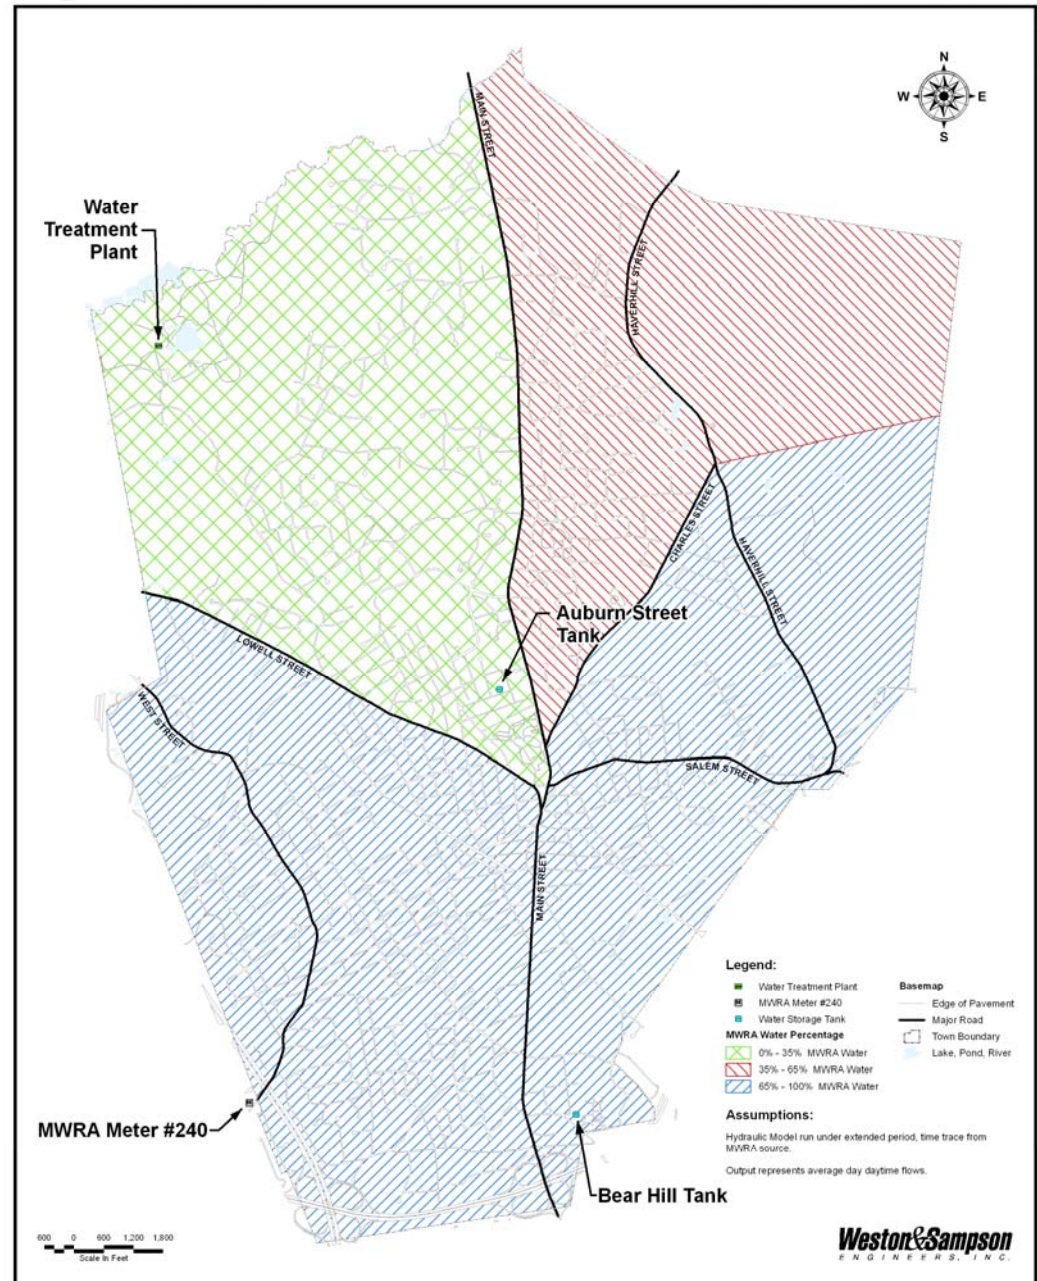 N
W
E
S
MAIN STREET
Water
Treatment
Plant
HAVERHILL STREET
CHARLES STREET
HAVERHILL STREET
Auburn Street
Tank
LOWELL STREET
WEST STREET
SALEM STREET
MAIN STREET
Legend:
Water Treatment Plant
MWRA Meter #240
Water Storage Tank
MWRA Water Percentage
0% - 35% MWRA Water
35% - 65% MWRA Water
65% - 100% MWRA Water
Basemap
Edge of Pavement
Major Road
Town Boundary
Lake, Pond, River
Assumptions:
Hydraulic Model run under extended period, time trace from
MWRA source.
Output represents average day daytime flows.
MWRA Meter #240
Bear Hill Tank
600 0 600 1,200 1,800
Scale In Feet
Weston&Sampson
ENGINEERS, INC.